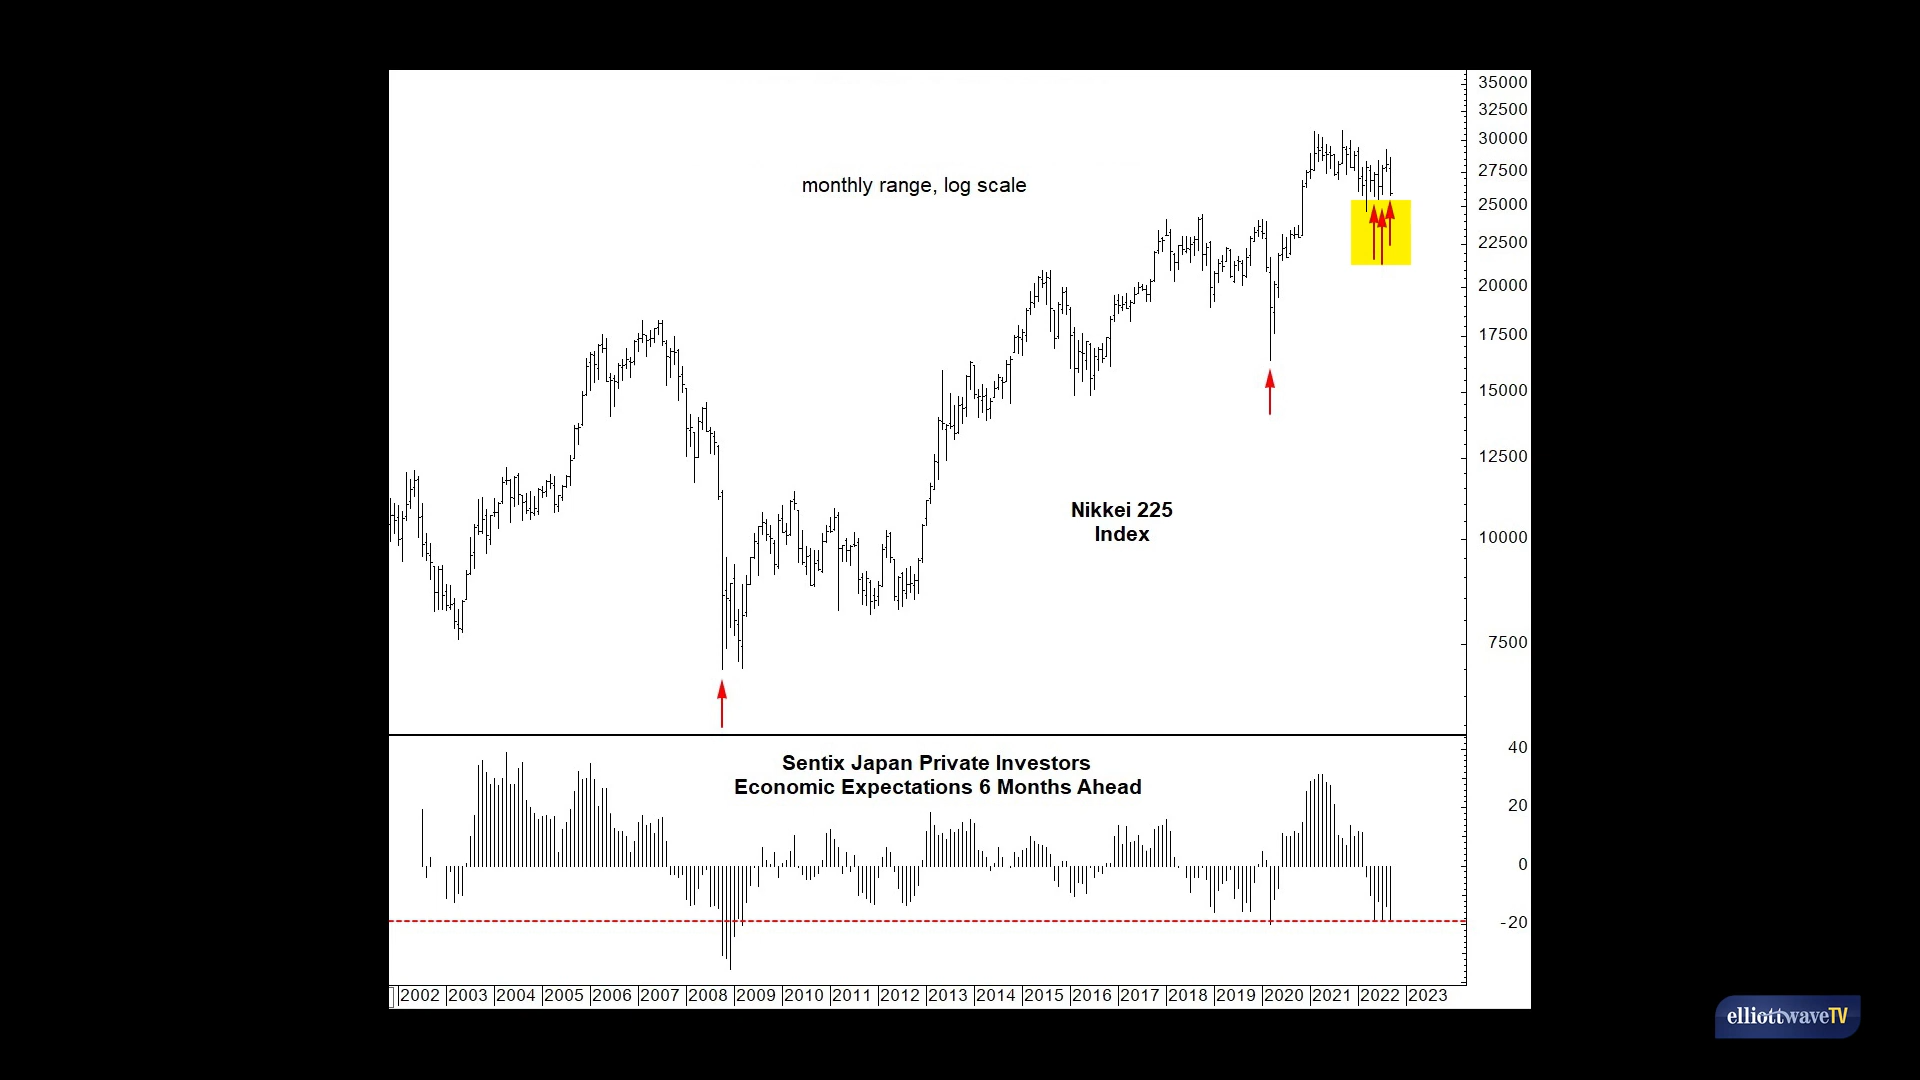 35000
32500
30000
monthly range, log scale
27500
25000
22500
20000
17500
15000
12500
Nikkei 225
Index
10000
7500
Sentix Japan Private Investors
Economic Expectations 6 Months Ahead
40
20
0
-20
2002 2003 2004 2005 2006 2007 2008 2009 2010 2011 2012 2013 2014 2015 2016 2017 2018 2019 2020 2021 2022 2023
elliottwaveTV